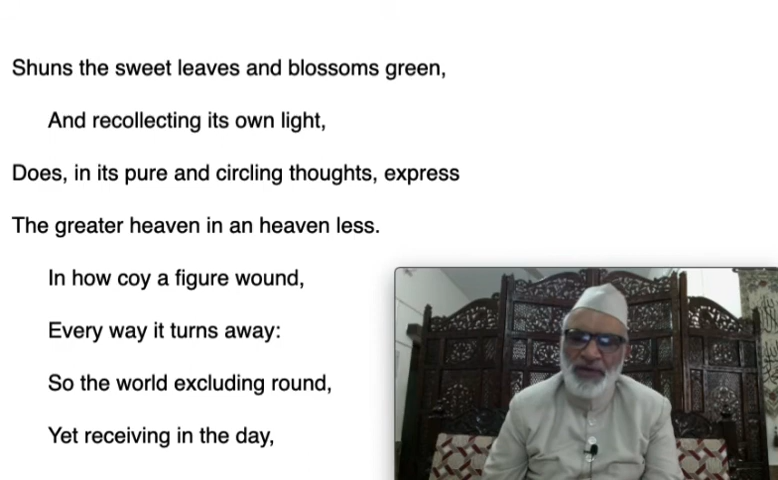 Shuns the sweet leaves and blossoms green,
And recollecting its own light,
Does, in its pure and circling thoughts, express
The greater heaven in an heaven less.
In how coy a figure wound,
Every way it turns away:
So the world excluding round,
Yet receiving in the day,